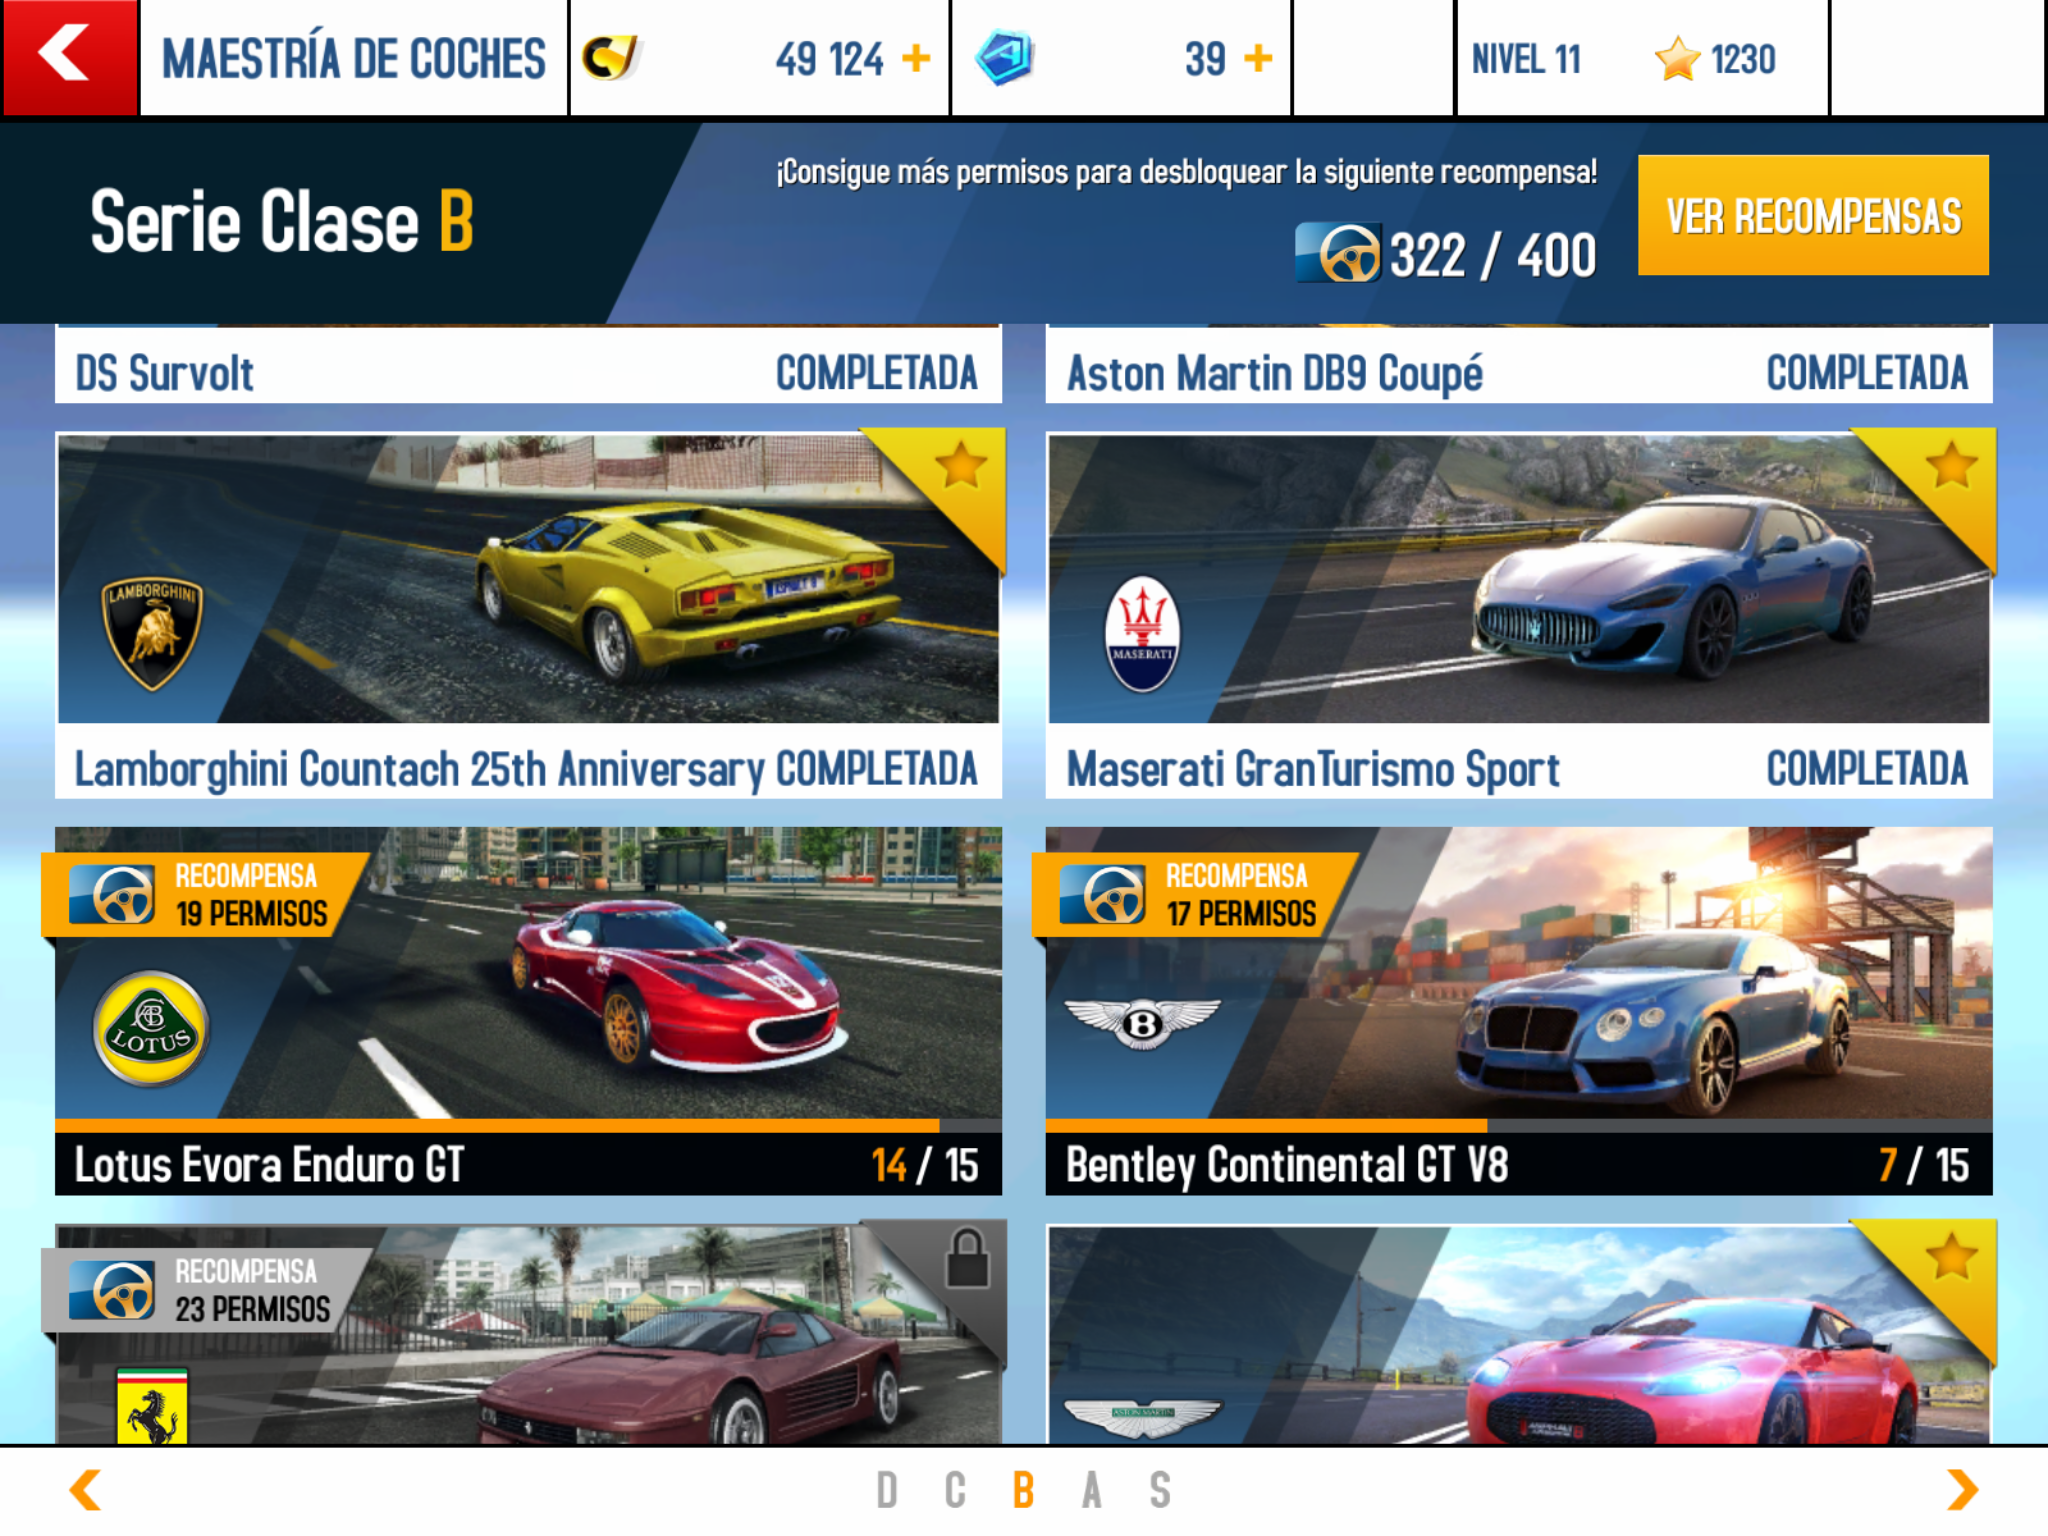 MAESTRÍA DE COCHES
49 124 +
39 +
NIVEL 11
1230
Serie Clase B
¡Consigue más permisos para desbloquear la siguiente recompensa!
322 / 400
VER RECOMPENSAS
DS Survolt
COMPLETADA
Aston Martin DB9 Coupé
COMPLETADA
LAMBORGHINI
ASPHALT 8
Lamborghini Countach 25th Anniversary
COMPLETADA
MASERATI
Maserati GranTurismo Sport
COMPLETADA
RECOMPENSA
19 PERMISOS
LOTUS
Lotus Evora Enduro GT
14 / 15
RECOMPENSA
17 PERMISOS
B
Bentley Continental GT V8
7 / 15
RECOMPENSA
23 PERMISOS
ASTON MARTIN
D C B A S